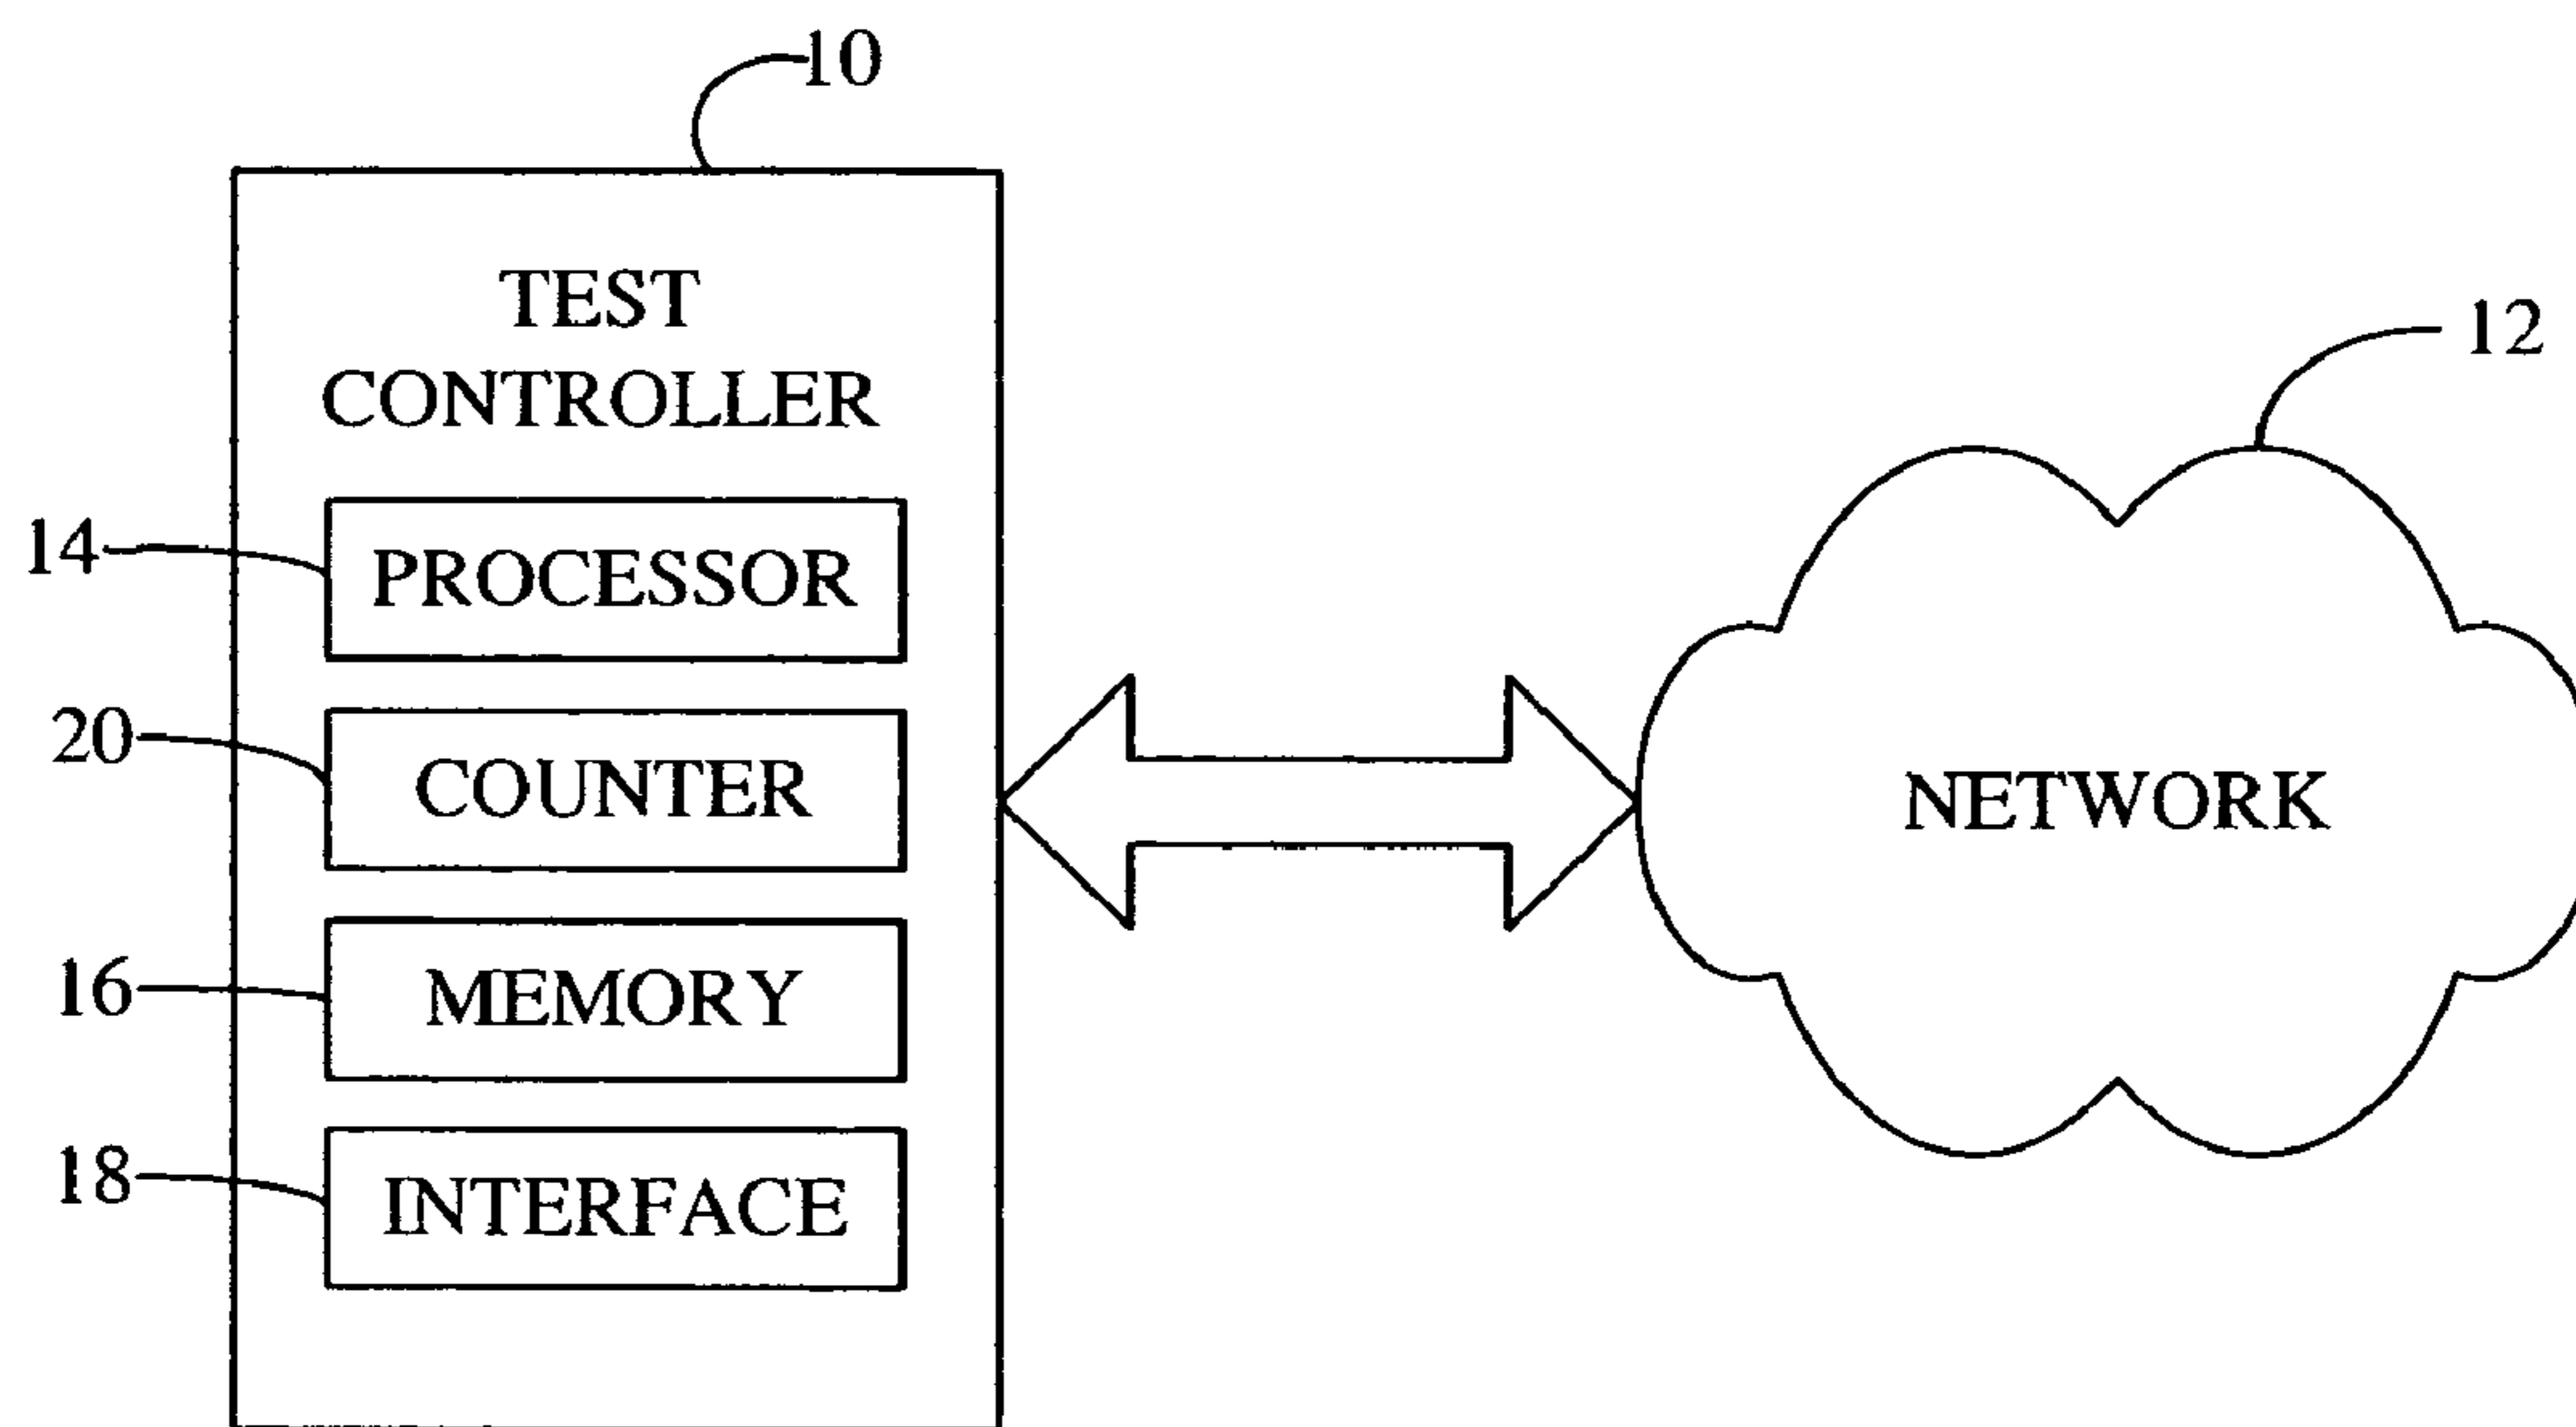 10
TEST
CONTROLLER
12
14
PROCESSOR
20
COUNTER
NETWORK
16
MEMORY
18
INTERFACE